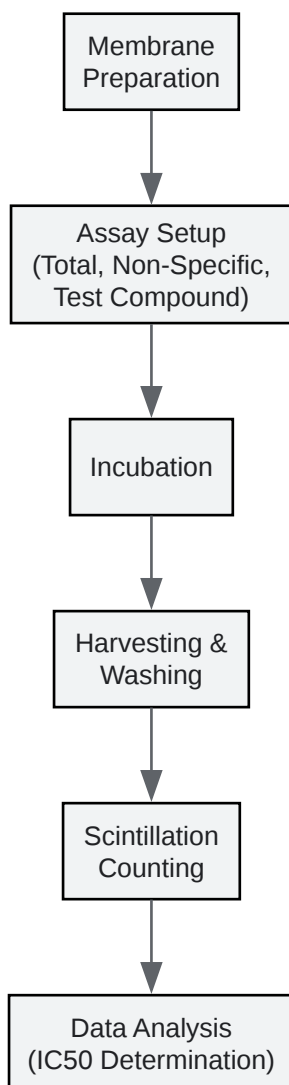 Membrane
Preparation
Assay Setup
(Total, Non-Specific,
Test Compound)
Incubation
Harvesting &
Washing
Scintillation
Counting
Data Analysis
(IC50 Determination)